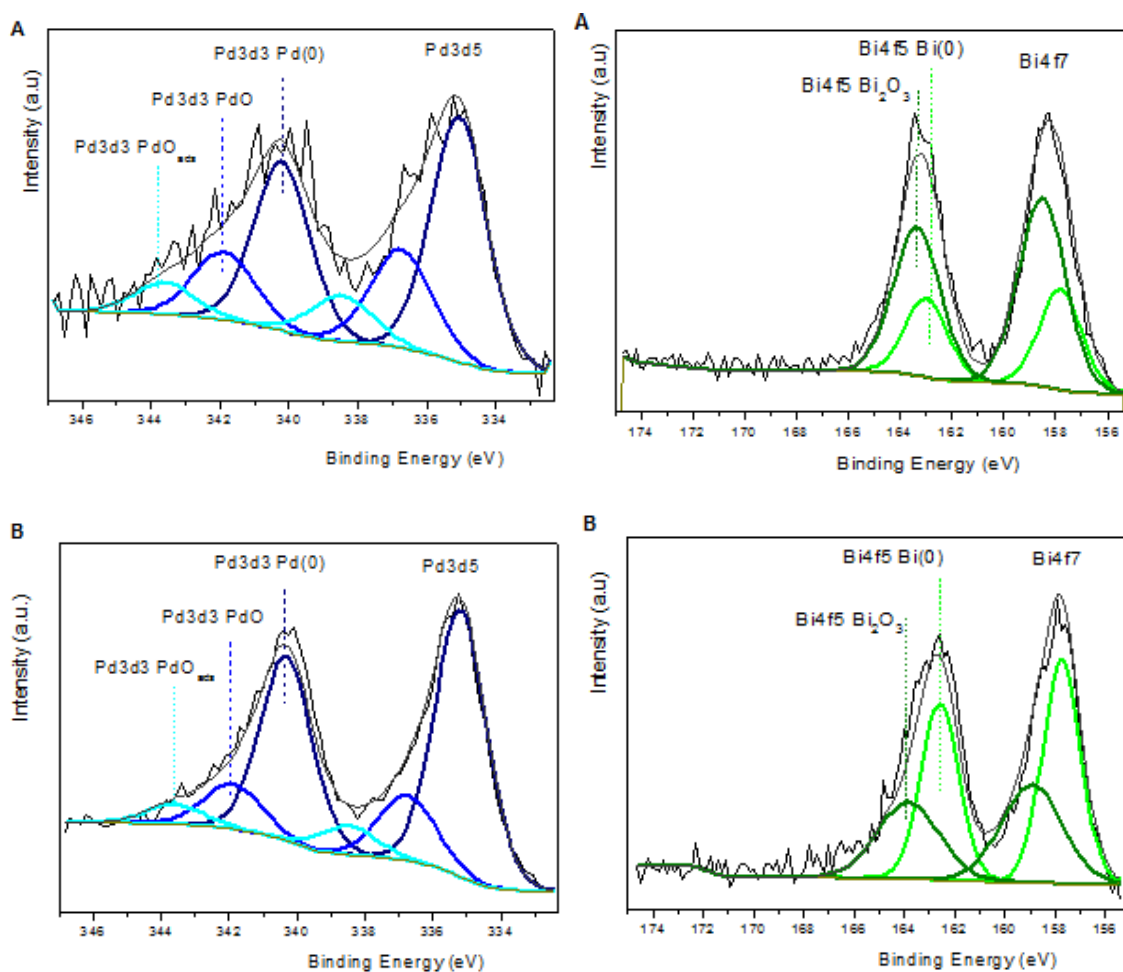 A
Pd3d3 Pd(0)
Pd3d5
Pd3d3 PdO
Pd3d3 PdOads
Intensity (a.u)
346 344 342 340 338 336 334
Binding Energy (eV)
A
Bi4f5 Bi(0)
Bi4f7
Bi4f5 Bi2O3
Intensity (a.u)
174 172 170 168 166 164 162 160 158 156
Binding Energy (eV)
B
Pd3d3 Pd(0)
Pd3d5
Pd3d3 PdO
Pd3d3 PdOads
Intensity (a.u.)
346 344 342 340 338 336 334
Binding Energy (eV)
B
Bi4f5 Bi(0)
Bi4f7
Bi4f5 Bi2O3
Intensity (a.u)
174 172 170 168 166 164 162 160 158 156
Binding Energy (eV)